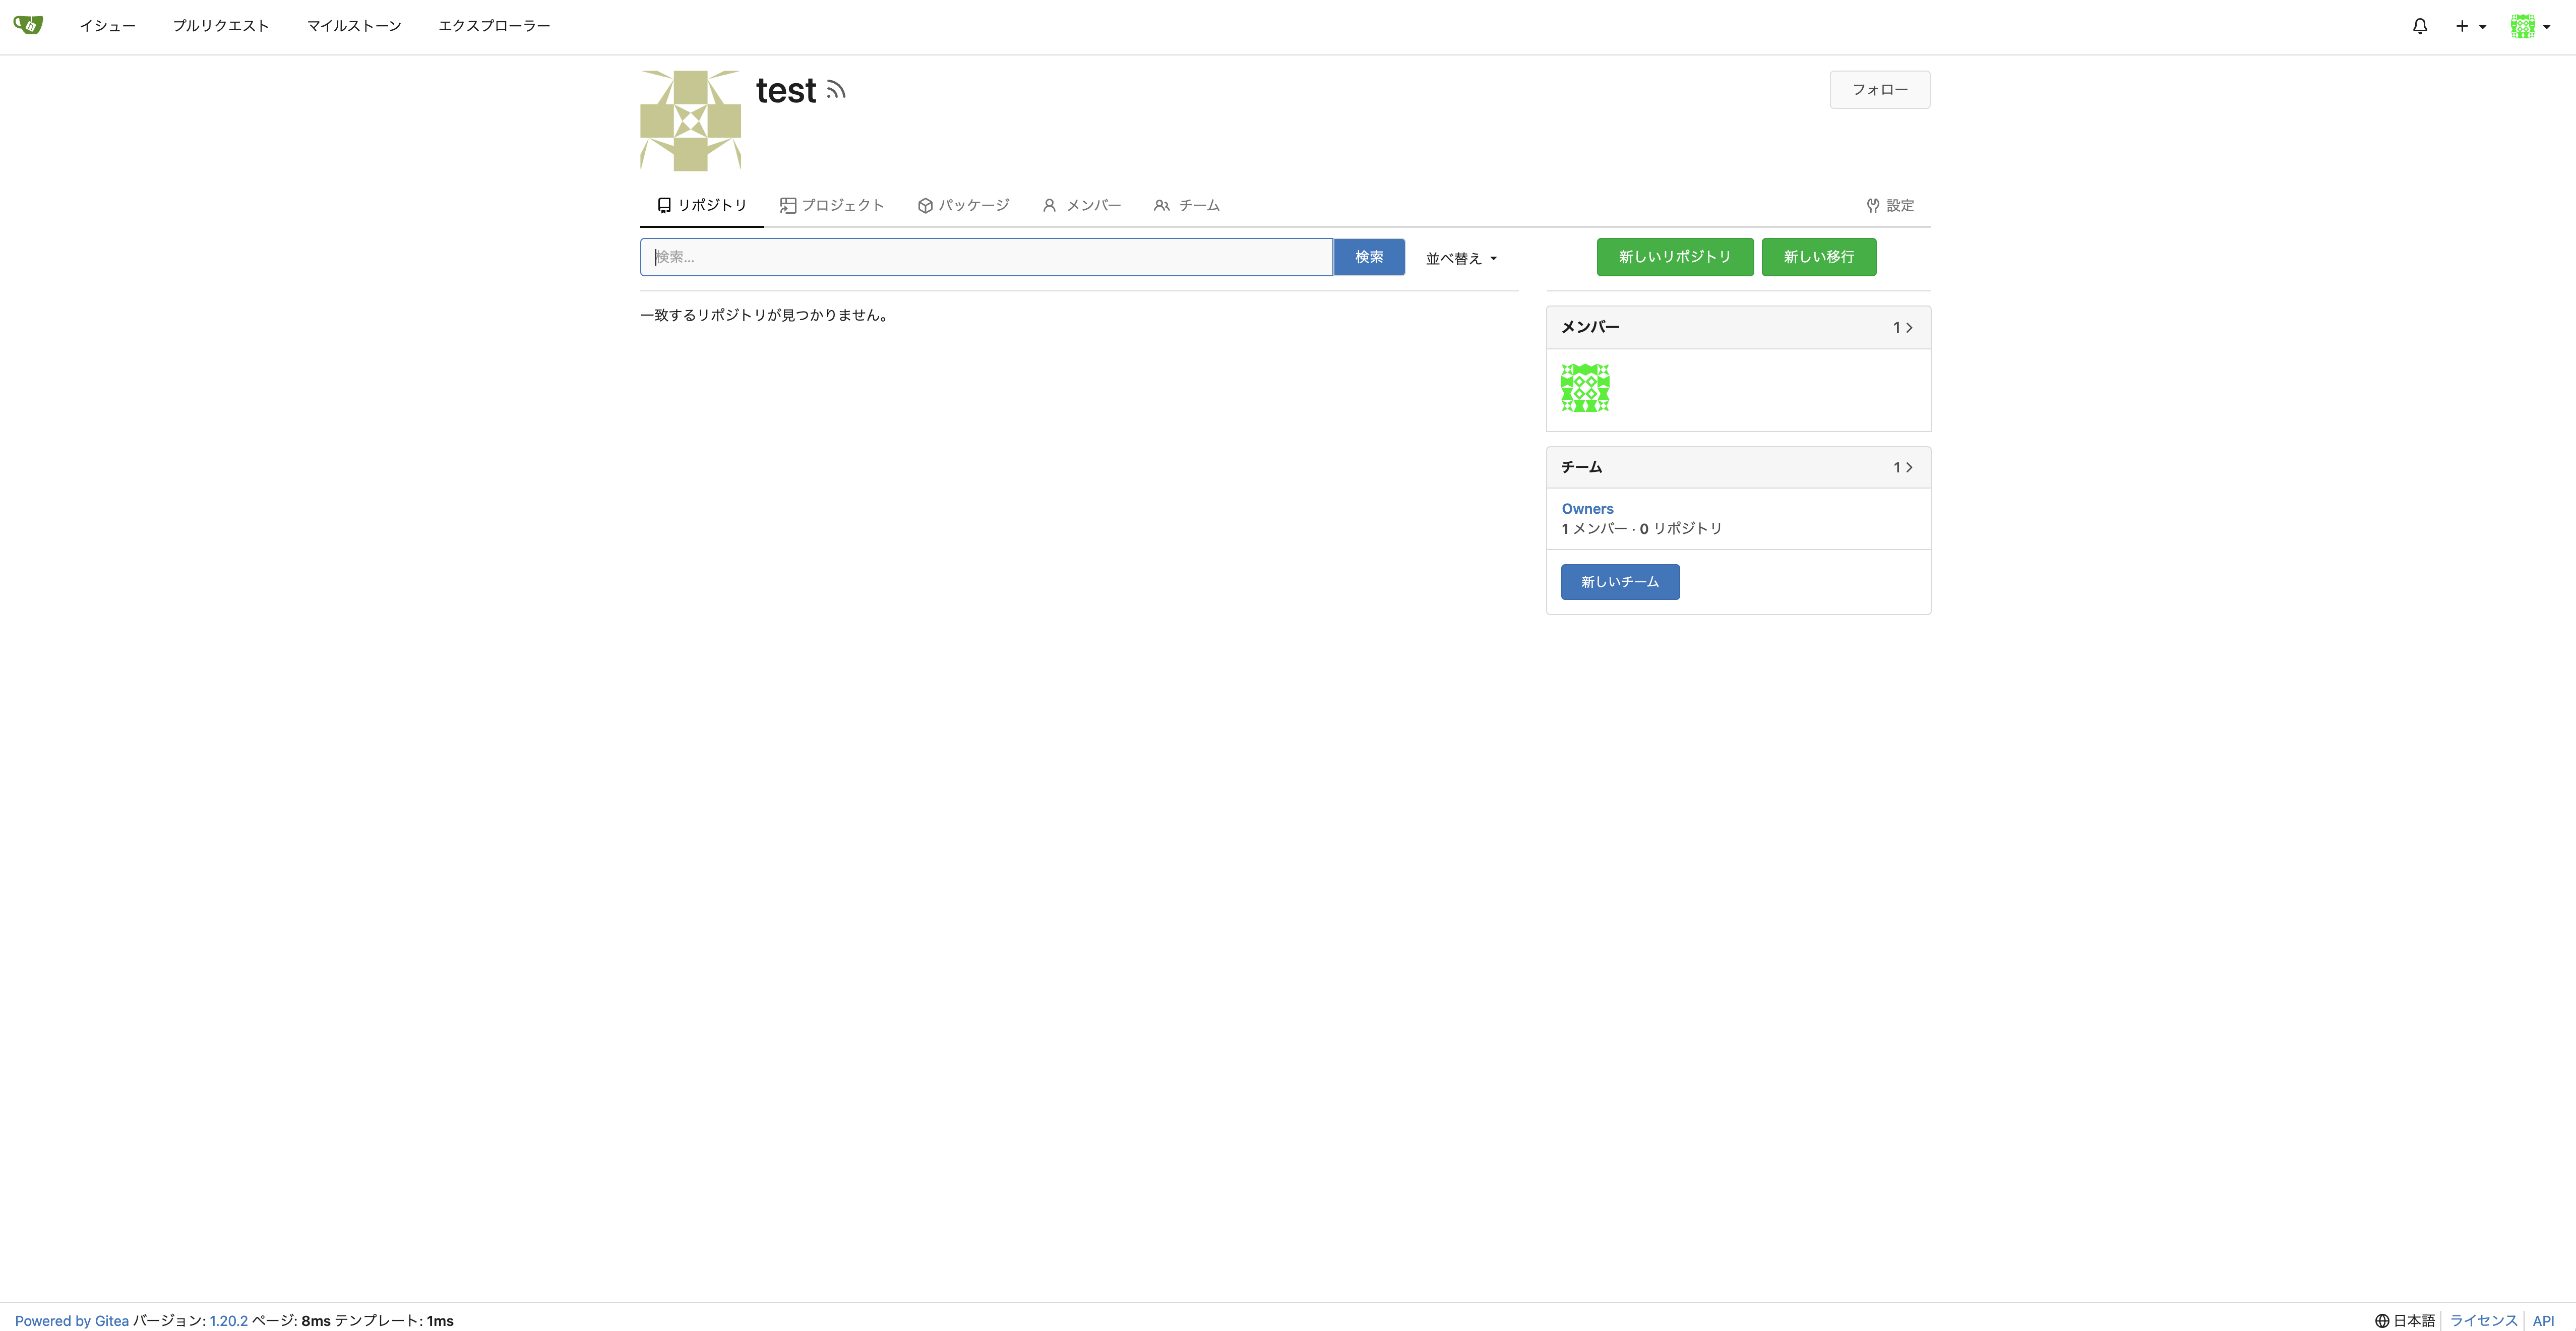 イシュー プルリクエスト マイルストーン エクスプローラー
test
フォロー
リポジトリ プロジェクト パッケージ メンバー チーム 設定
検索... 検索 並べ替え
新しいリポジトリ 新しい移行
一致するリポジトリが見つかりません。
メンバー 1
チーム 1
Owners
1 メンバー · 0 リポジトリ
新しいチーム
Powered by Gitea バージョン: 1.20.2 ページ: 8ms テンプレート: 1ms
日本語 ライセンス API